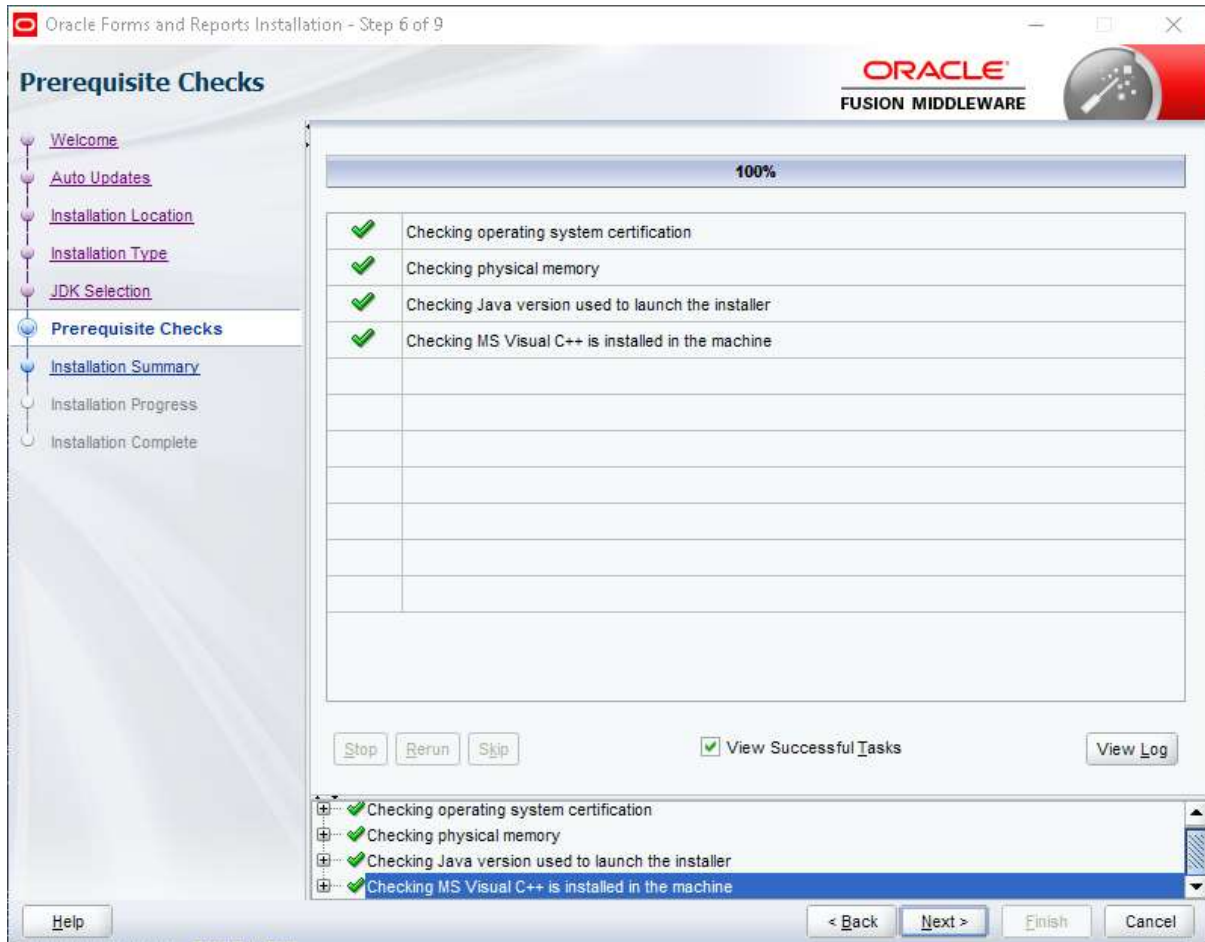 Oracle Forms and Reports Installation - Step 6 of 9
Prerequisite Checks
ORACLE
FUSION MIDDLEWARE
Welcome
Auto Updates
Installation Location
Installation Type
JDK Selection
Prerequisite Checks
Installation Summary
Installation Progress
Installation Complete
100%
Checking operating system certification
Checking physical memory
Checking Java version used to launch the installer
Checking MS Visual C++ is installed in the machine
Stop Rerun Skip View Successful Tasks View Log
Checking operating system certification
Checking physical memory
Checking Java version used to launch the installer
Checking MS Visual C++ is installed in the machine
Help < Back Next > Finish Cancel